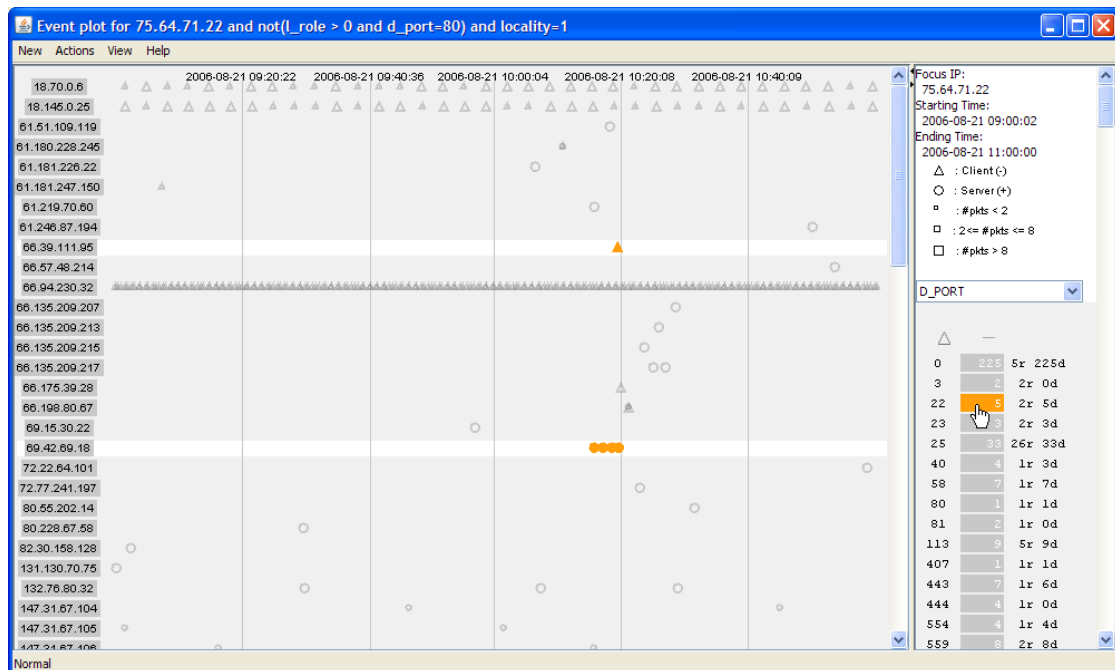 Event plot for 75.64.71.22 and not(l_role > 0 and d_port=80) and locality=1
New Actions View Help
2006-08-21 09:20:22 2006-08-21 09:40:36 2006-08-21 10:00:04 2006-08-21 10:20:08 2006-08-21 10:40:09
18.70.0.6
18.145.0.25
61.51.109.119
61.180.228.245
61.181.226.22
61.181.247.150
61.219.70.60
61.246.87.194
66.39.111.95
66.57.48.214
66.94.230.32
66.135.209.207
66.135.209.213
66.135.209.215
66.135.209.217
66.175.39.28
66.198.80.67
69.15.30.22
69.42.69.18
72.22.64.101
72.77.241.197
80.55.202.14
80.228.67.58
82.30.158.128
131.130.70.75
132.76.80.32
147.31.67.104
147.31.67.105
147.31.67.106
Focus IP:
75.64.71.22
Starting Time:
2006-08-21 09:00:02
Ending Time:
2006-08-21 11:00:00
: Client (-)
: Server (+)
: #pkts < 2
: 2<= #pkts <= 8
: #pkts > 8
D_PORT
0 225 5r 225d
3 2 2r 0d
22 5 2r 5d
23 3 2r 3d
25 33 26r 33d
40 4 1r 3d
58 7 1r 7d
80 1 1r 1d
81 2 1r 0d
113 9 5r 9d
407 1 1r 1d
443 7 1r 6d
444 4 1r 0d
554 4 1r 4d
559 8 2r 8d
Normal